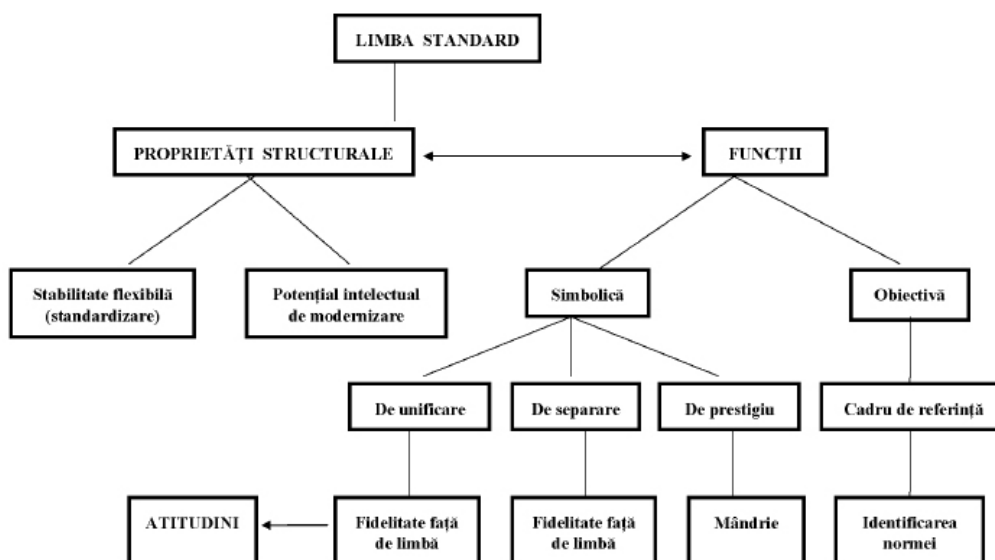 LIMBA STANDARD
PROPRIETĂȚI STRUCTURALE
FUNCȚII
Stabilitate flexibilă
(standardizare)
Potențial intelectual
de modernizare
Simbolică
Obiectivă
De unificare
De separare
De prestigiu
Cadru de referință
ATITUDINI
Fidelitate față
de limbă
Fidelitate față
de limbă
Mândrie
Identificarea
normei